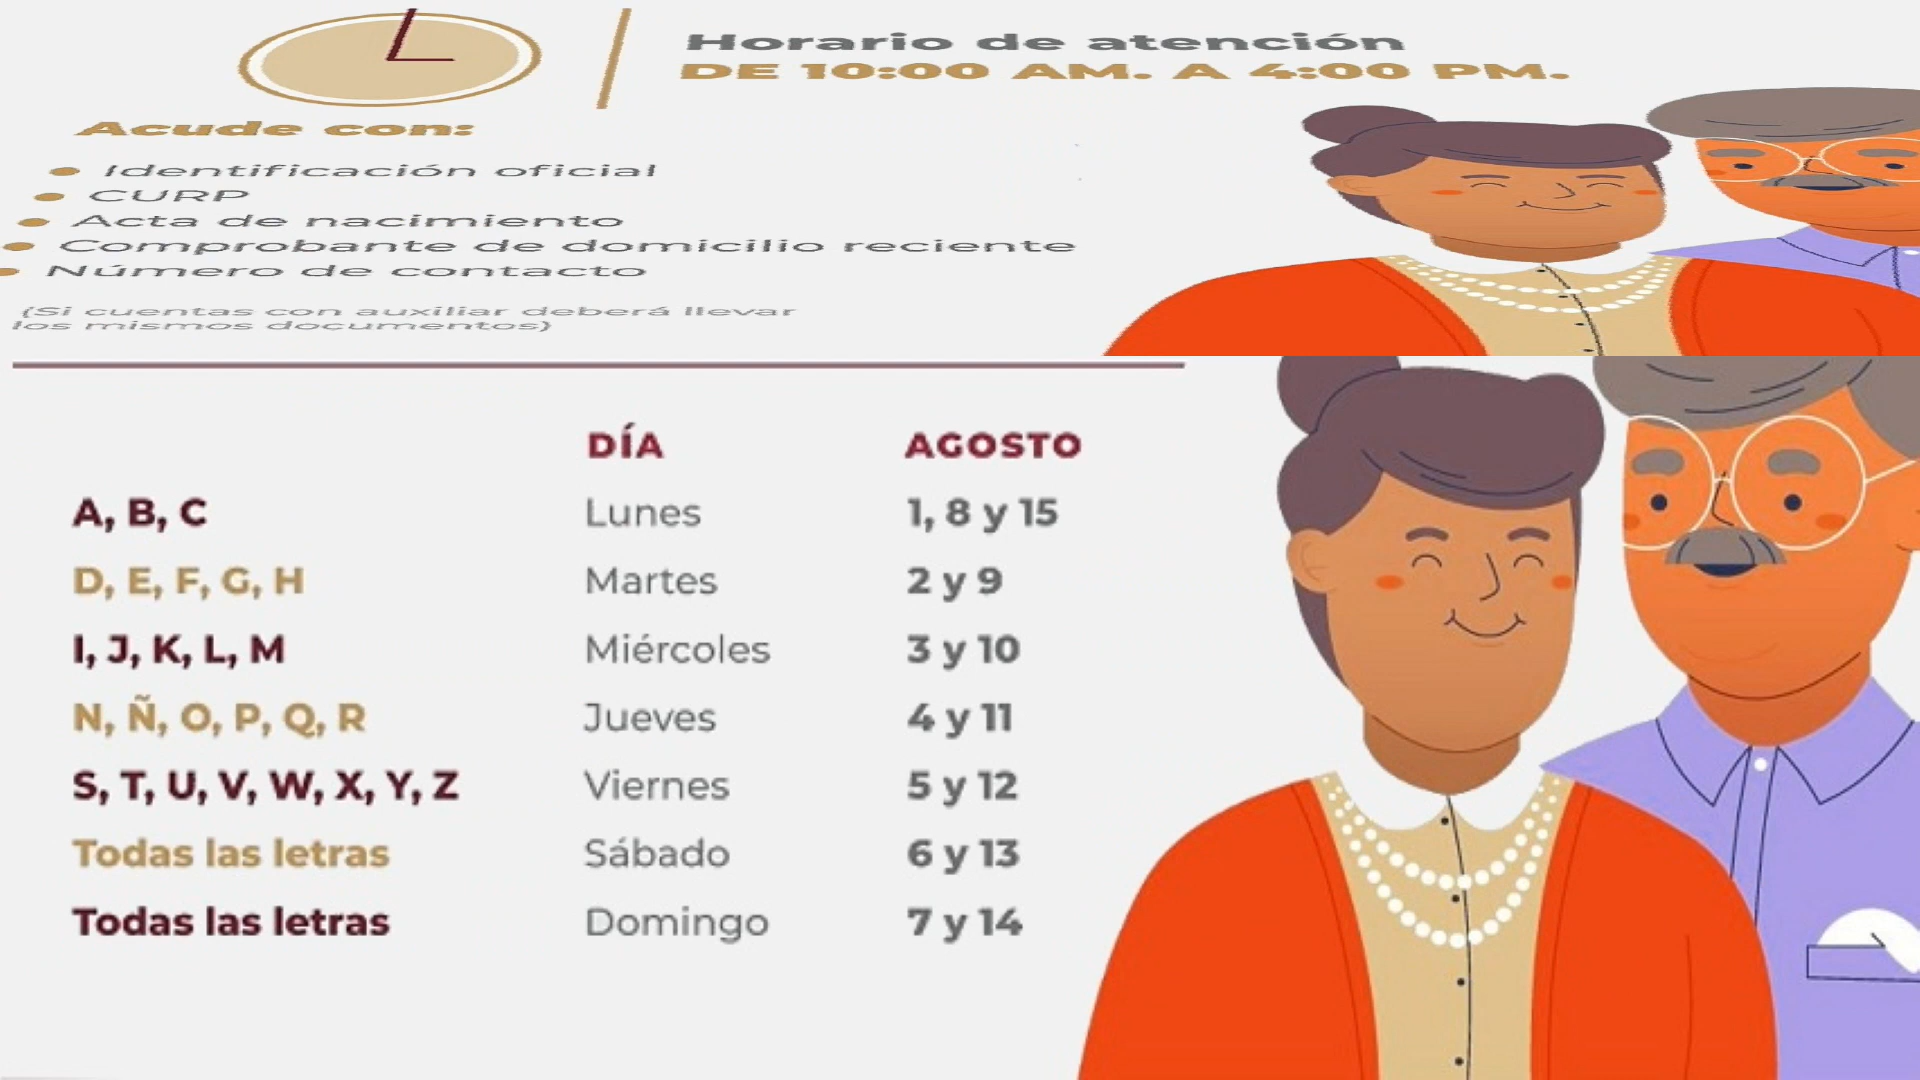 Horario de atención
DE 10:00 AM. A 4:00 PM.
Acude con:
Identificación oficial
CURP
Acta de nacimiento
Comprobante de domicilio reciente
Número de contacto
(Si cuentas con auxiliar deberá llevar
los mismos documentos)
DÍA AGOSTO
A, B, C Lunes 1, 8 y 15
D, E, F, G, H Martes 2 y 9
I, J, K, L, M Miércoles 3 y 10
N, Ñ, O, P, Q, R Jueves 4 y 11
S, T, U, V, W, X, Y, Z Viernes 5 y 12
Todas las letras Sábado 6 y 13
Todas las letras Domingo 7 y 14